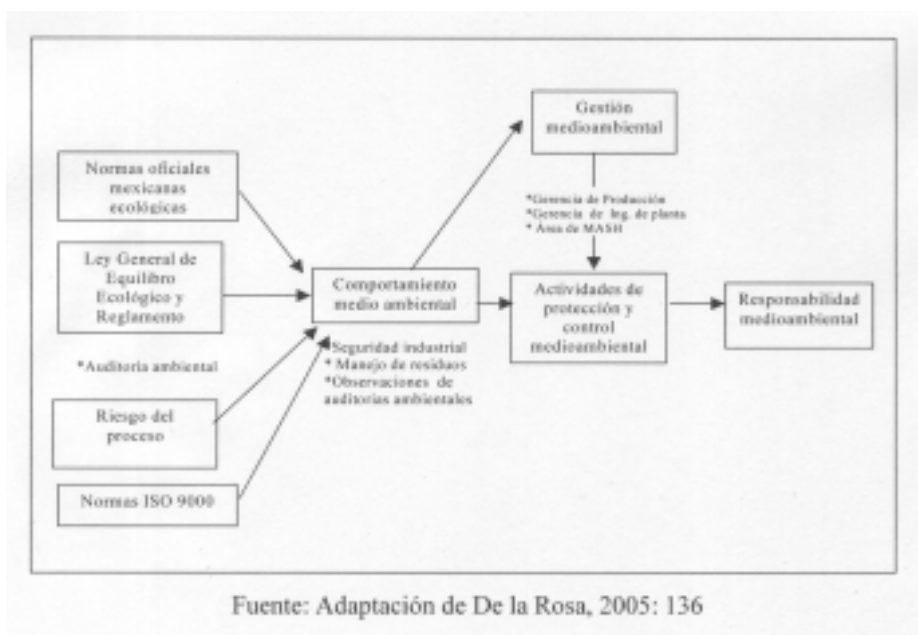 Gestión
medioambiental
Normas oficiales
mexicanas
ecológicas
*Gerencia de Producción
*Gerencia de Ing. de planta
* Área de MASH
Ley General de
Equilibro
Ecológico y
Reglamento
Comportamiento
medio ambiental
Actividades de
protección y
control
medioambiental
Responsabilidad
medioambiental
*Auditoría ambiental
*Seguridad industrial
* Manejo de residuos
*Observaciones de
auditorias ambientales
Riesgo del
proceso
Normas ISO 9000
Fuente: Adaptación de De la Rosa, 2005: 136